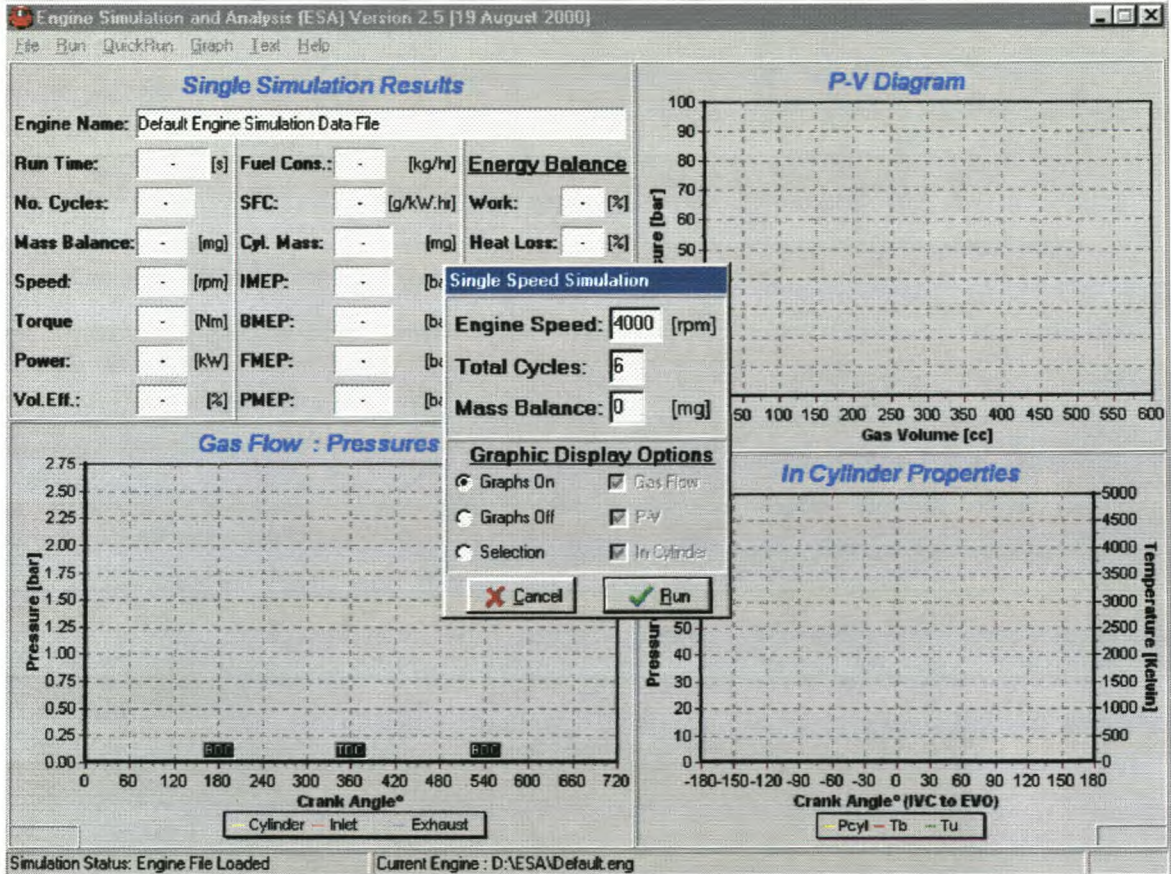 Engine Simulation and Analysis (ESA) Version 2.5 [19 August 2000]
File Run QuickRun Graph Text Help
Single Simulation Results
Engine Name: Default Engine Simulation Data File
Run Time: - [s] Fuel Cons.: - [kg/hr] Energy Balance
No. Cycles: - SFC: - [g/kW.hr] Work: - [%]
Mass Balance: - [mg] Cyl. Mass: - [mg] Heat Loss: - [%]
Speed: - [rpm] IMEP: -
Torque - [Nm] BMEP: -
Power: - [kW] FMEP: -
Vol.Eff.: - [%] PMEP: -
P-V Diagram
100
90
80
70
60
50
50 100 150 200 250 300 350 400 450 500 550 600
Gas Volume [cc]
Single Speed Simulation
Engine Speed: 4000 [rpm]
Total Cycles: 6
Mass Balance: 0 [mg]
Graphic Display Options
Graphs On Gas Flow
Graphs Off P-V
Selection In Cylinder
Cancel Run
Gas Flow : Pressures
Pressure [bar]
2.75
2.50
2.25
2.00
1.75
1.50
1.25
1.00
0.75
0.50
0.25
0.00
BDC TDC BDC
0 60 120 180 240 300 360 420 480 540 600 660 720
Crank Angle°
Cylinder Inlet Exhaust
In Cylinder Properties
50
40
30
20
10
5000
4500
4000
3500
3000
2500
2000
1500
1000
500
0
Temperature [Kelvin]
-180 -150 -120 -90 -60 -30 0 30 60 90 120 150 180
Crank Angle° (IVC to EVO)
Pcyl Tb Tu
Simulation Status: Engine File Loaded Current Engine : D:\ESA\Default.eng